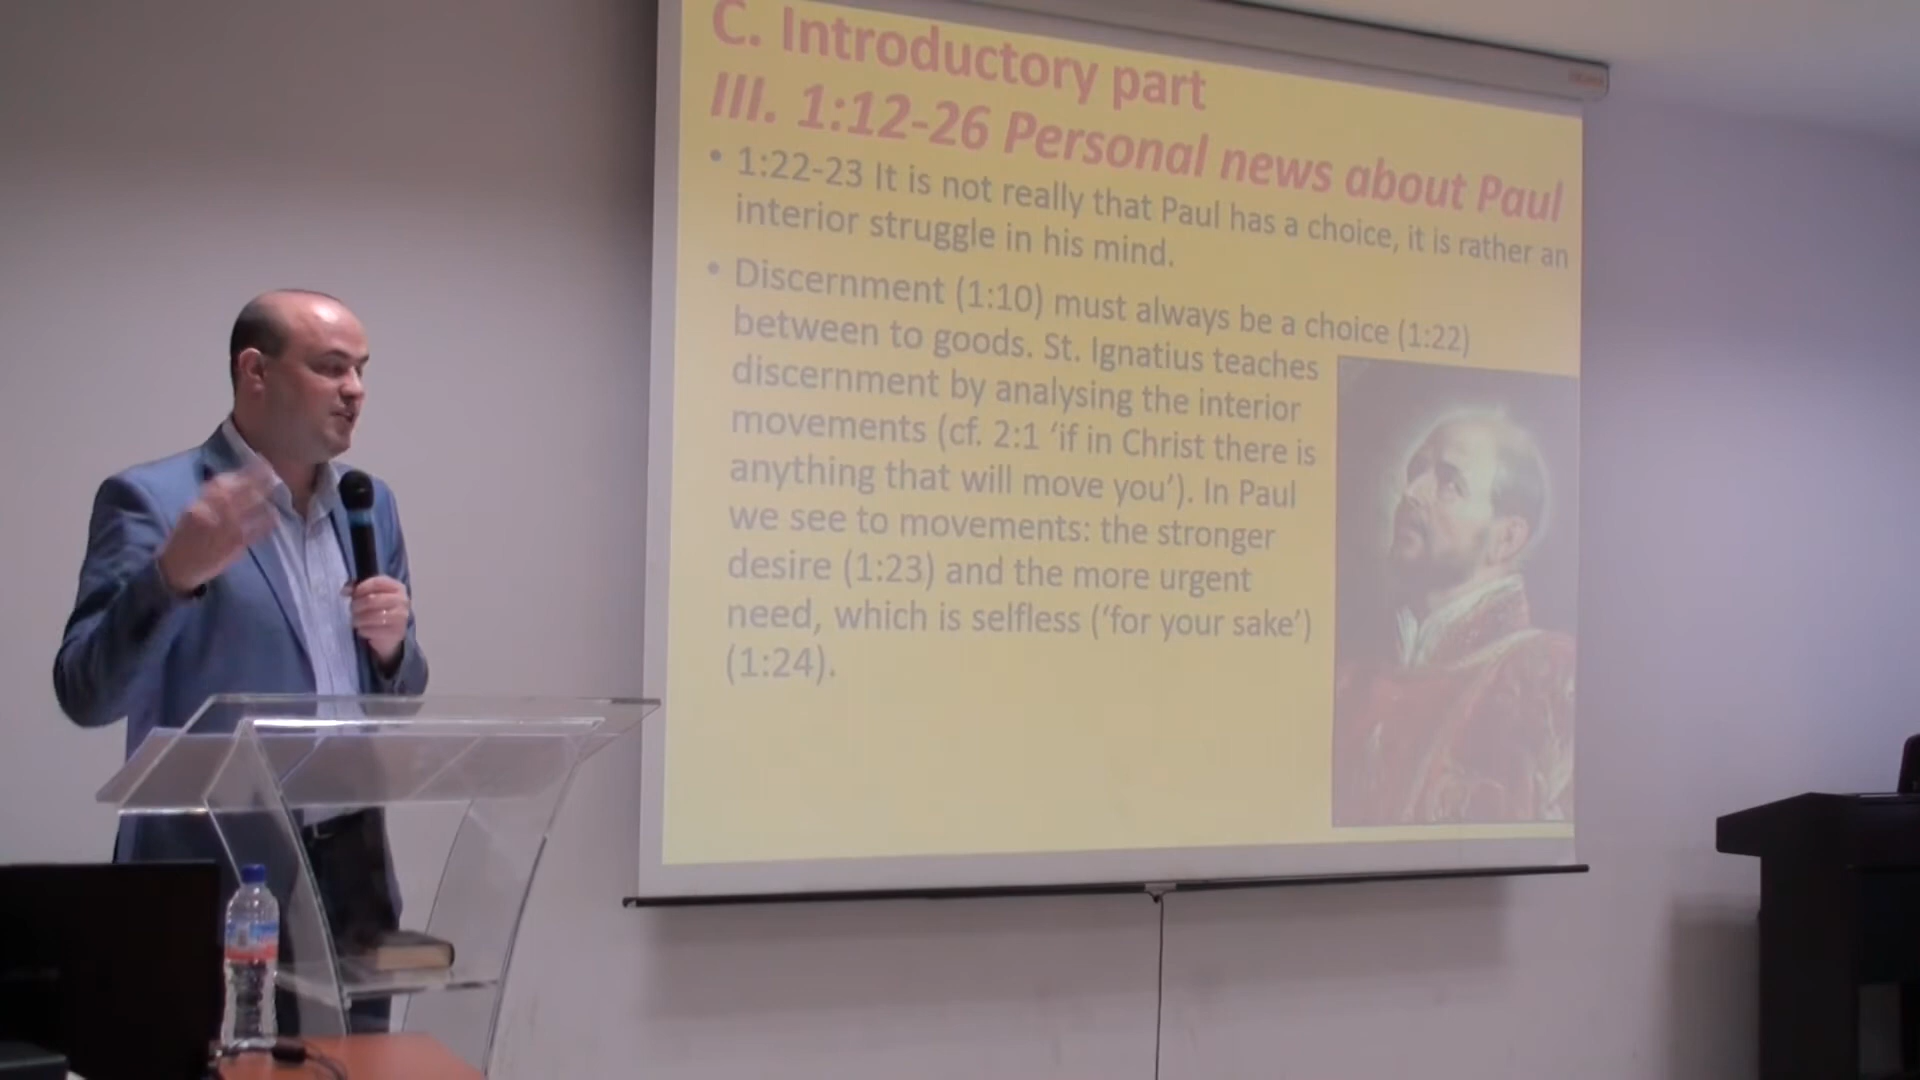 C. Introductory part
III. 1:12-26 Personal news about Paul
• 1:22-23 It is not really that Paul has a choice, it is rather an
interior struggle in his mind.
• Discernment (1:10) must always be a choice (1:22)
between to goods. St. Ignatius teaches
discernment by analysing the interior
movements (cf. 2:1 ‘if in Christ there is
anything that will move you’). In Paul
we see to movements: the stronger
desire (1:23) and the more urgent
need, which is selfless (‘for your sake’)
(1:24).